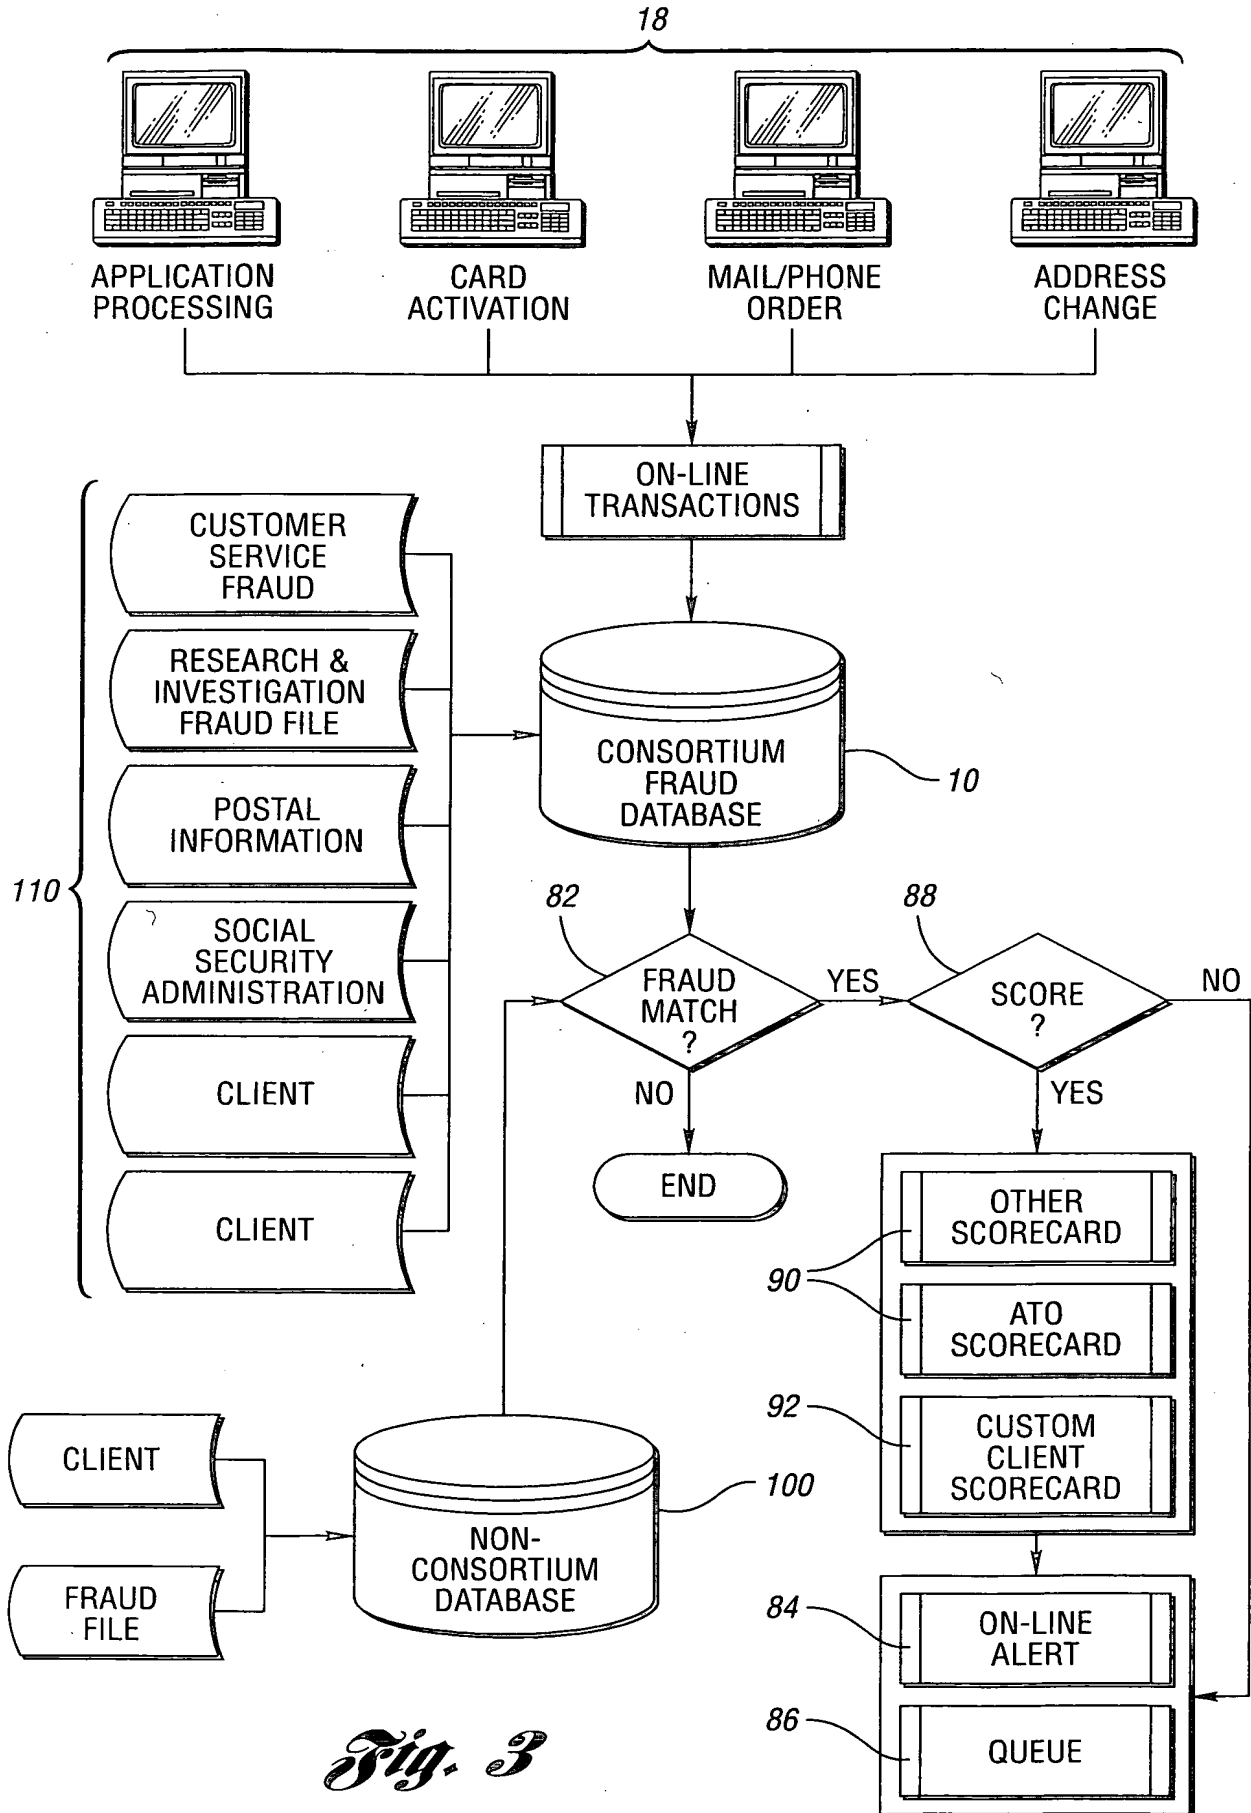 18
APPLICATION
PROCESSING
CARD
ACTIVATION
MAIL/PHONE
ORDER
ADDRESS
CHANGE
ON-LINE
TRANSACTIONS
110
CUSTOMER
SERVICE
FRAUD
RESEARCH &
INVESTIGATION
FRAUD FILE
POSTAL
INFORMATION
SOCIAL
SECURITY
ADMINISTRATION
CLIENT
CLIENT
CONSORTIUM
FRAUD
DATABASE
10
82
FRAUD
MATCH
?
YES
NO
END
88
SCORE
?
NO
YES
OTHER
SCORECARD
90
ATO
SCORECARD
92
CUSTOM
CLIENT
SCORECARD
CLIENT
FRAUD
FILE
NON-
CONSORTIUM
DATABASE
100
84
ON-LINE
ALERT
86
QUEUE
Fig. 3